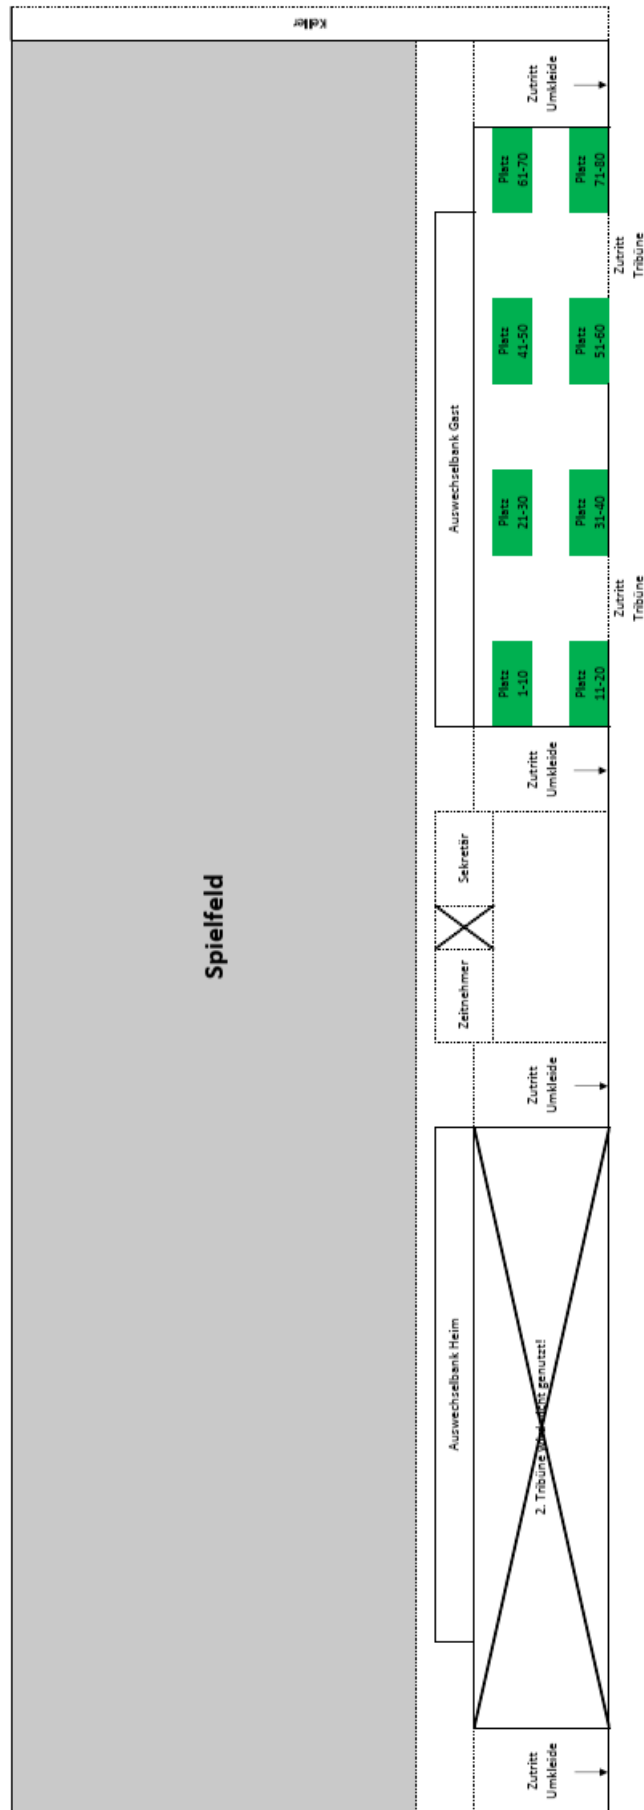 Keller
Zutritt
Umkleide
Platz
61-70
Platz
71-80
Zutritt
Tribüne
Platz
41-50
Platz
51-60
Auswechselbank Gast
Platz
21-30
Platz
31-40
Zutritt
Tribüne
Platz
1-10
Platz
11-20
Zutritt
Umkleide
Sekretär
Spielfeld
Zeitnehmer
Zutritt
Umkleide
Auswechselbank Heim
2. Tribüne wird nicht genutzt!
Zutritt
Umkleide